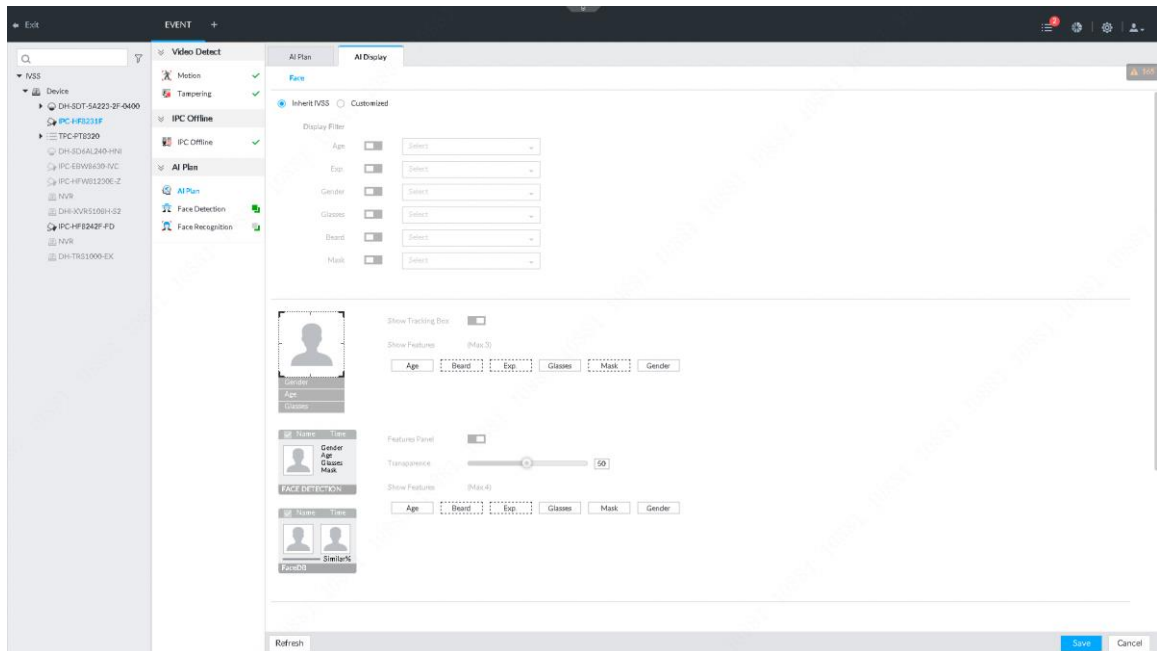 Exit
EVENT +
2
NVSS
Device
DH-SDT-5A223-2F-0400
IPC-HF8231F
TPC-PT8320
DH-SD6AL240-HNI
IPC-EBW8630-IVC
IPC-HFW81230E-Z
NVR
DHI-XVR5108H-S2
IPC-HF8242F-FD
NVR
DH-TRS1000-EK
Video Detect
Motion
Tampering
IPC Offline
IPC Offline
AI Plan
AI Plan
Face Detection
Face Recognition
AI Plan
AI Display
Face
Inherit IVSS
Customized
Display Filter
Age
Select
Exp
Select
Gender
Select
Glasses
Select
Beard
Select
Mask
Select
Gender
Age
Glasses
Show Tracking Box
Show Features (Max.3)
Age Beard Exp Glasses Mask Gender
Name Time
Gender
Age
Glasses
Mask
FACE DETECTION
Features Panel
Transparence 50
Show Features (Max.4)
Age Beard Exp Glasses Mask Gender
Name Time
Similar%
FaceDB
Refresh
Save
Cancel